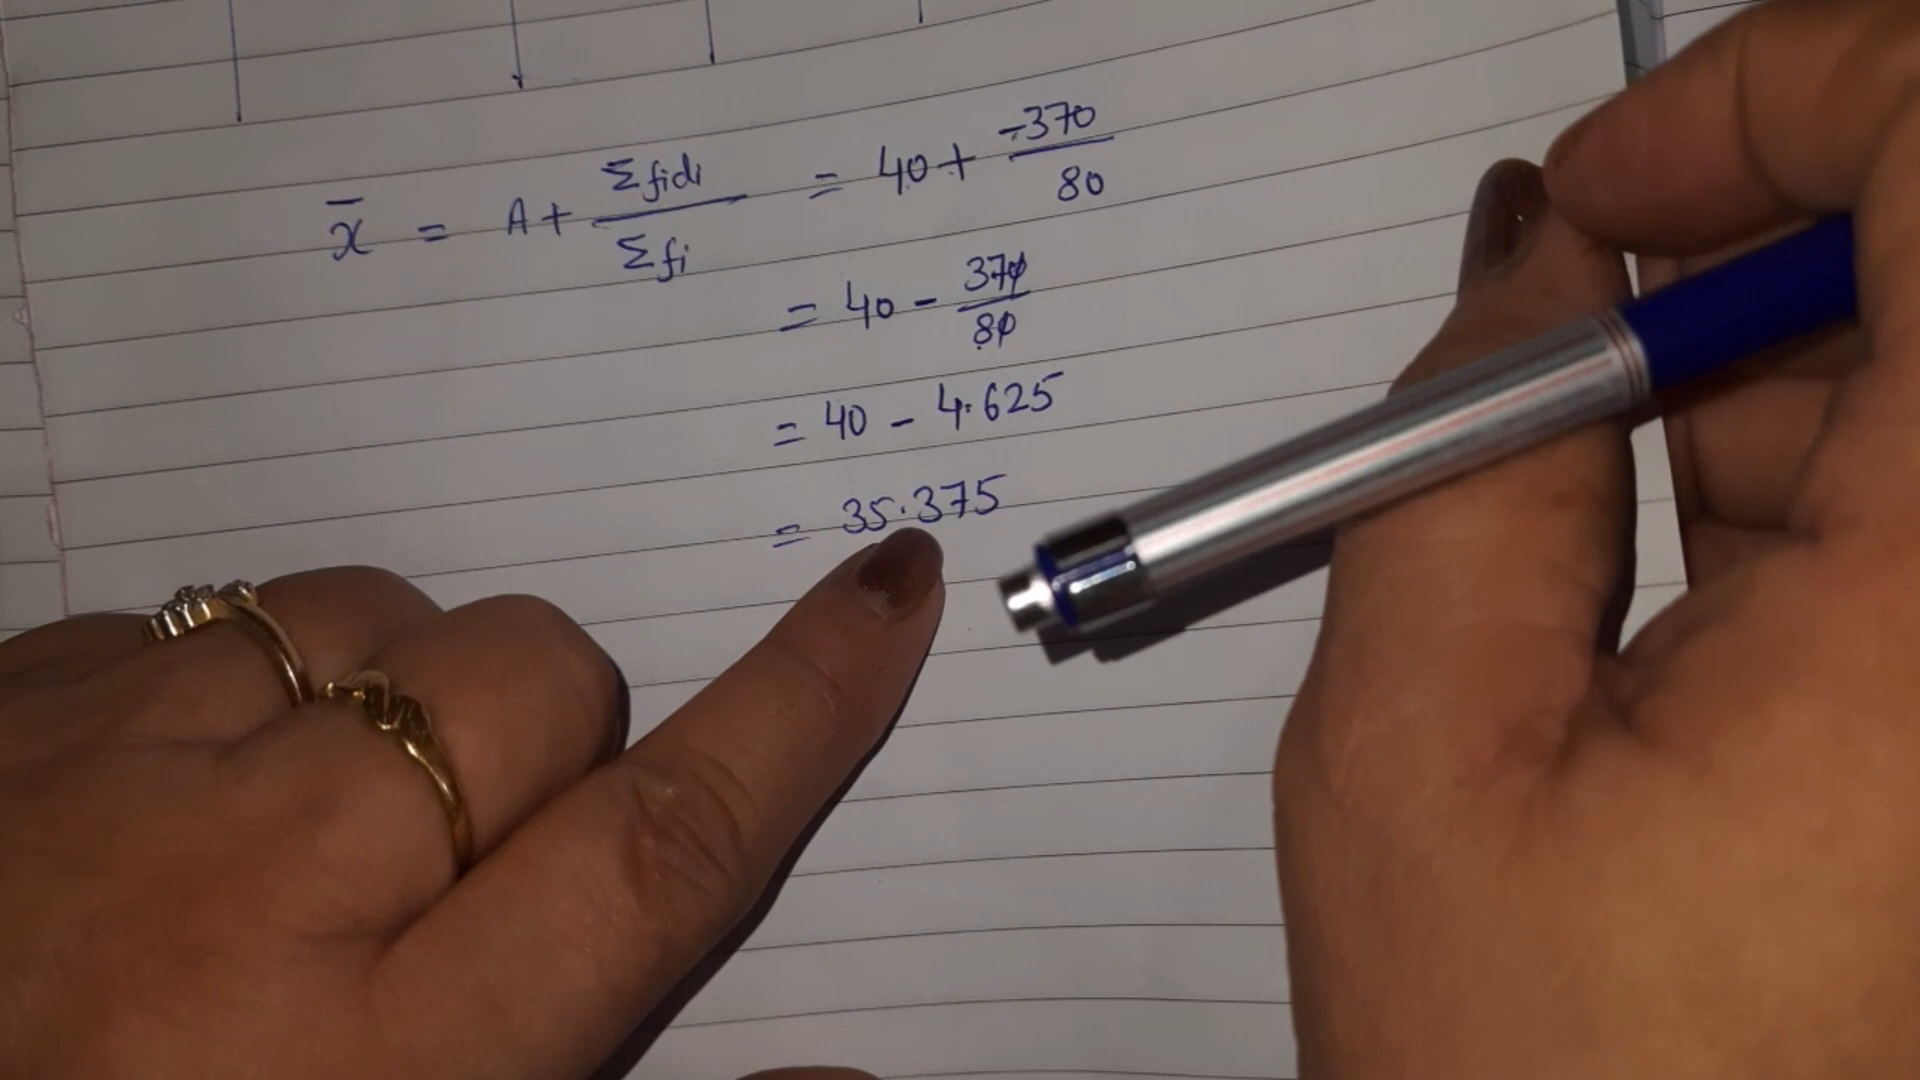 x̄ = A + Σfidi / Σfi = 40 + -370 / 80
= 40 - 370 / 80
= 40 - 4.625
= 35.375